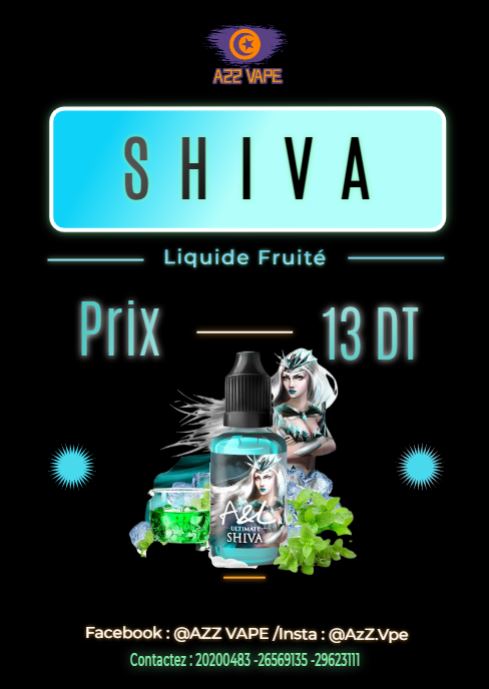 AZZ VAPE
SHIVA
Liquide Fruité
Prix
13 DT
A&L
ULTIMATE
SHIVA
Facebook : @AZZ VAPE /Insta : @AzZ.Vpe
Contactez : 20200483 -26569135 -29623111